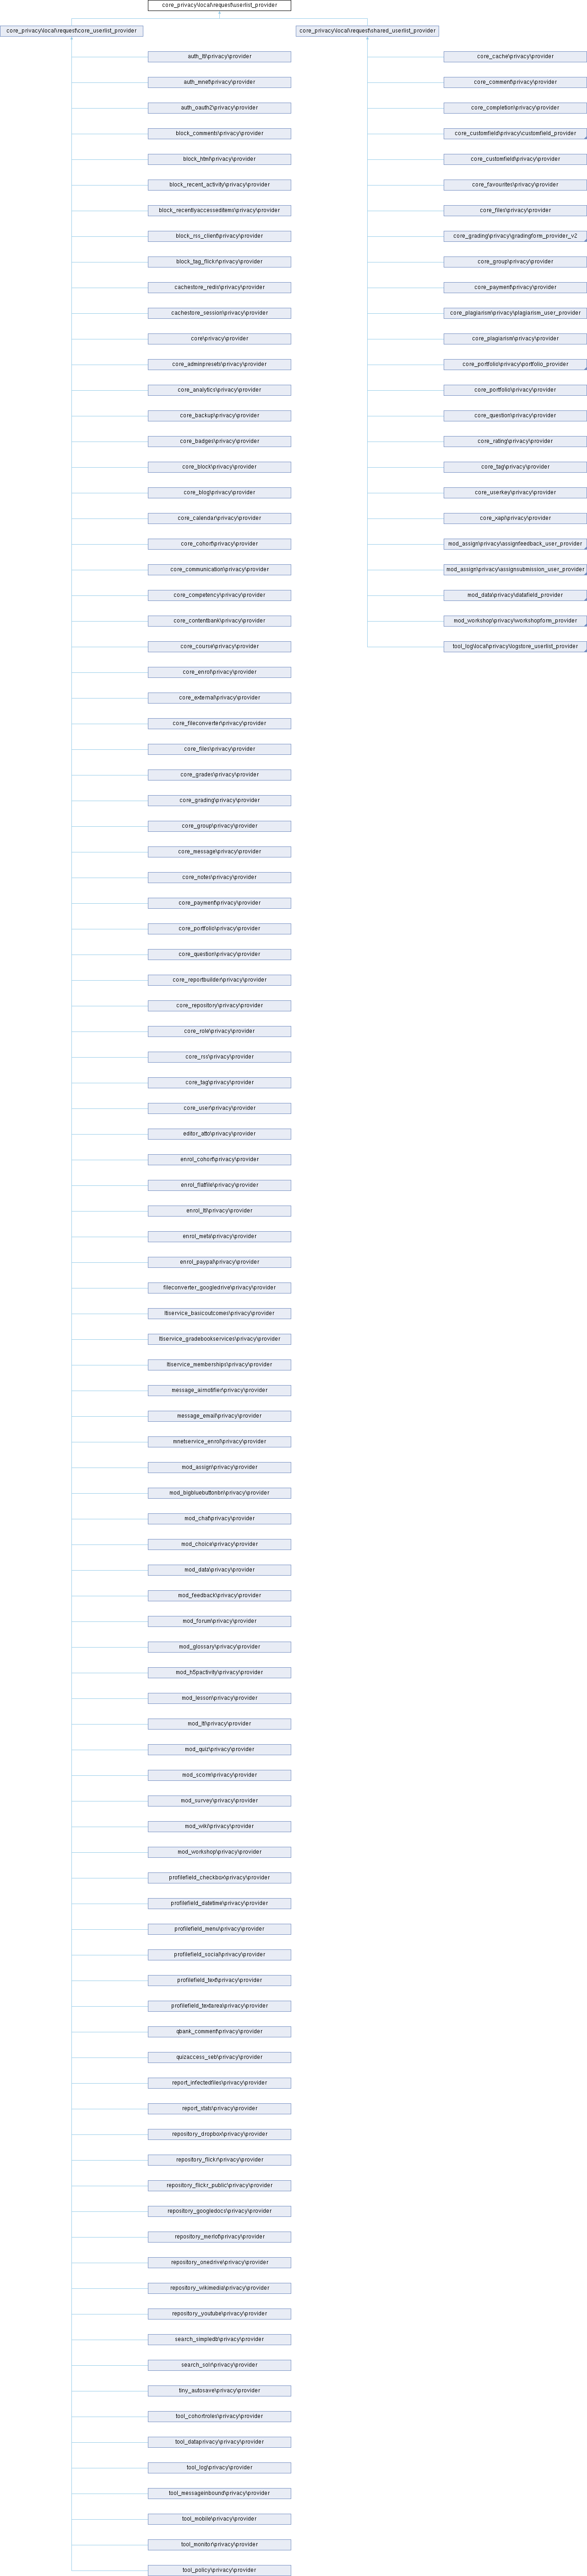 core_privacy\local\request\userlist_provider
core_privacy\local\request\core_userlist_provider
core_privacy\local\request\shared_userlist_provider
auth_lti\privacy\provider
auth_mnet\privacy\provider
auth_oauth2\privacy\provider
block_comments\privacy\provider
block_html\privacy\provider
block_recent_activity\privacy\provider
block_recentlyaccesseditems\privacy\provider
block_rss_client\privacy\provider
block_tag_flickr\privacy\provider
cachestore_redis\privacy\provider
cachestore_session\privacy\provider
core\privacy\provider
core_adminpresets\privacy\provider
core_analytics\privacy\provider
core_backup\privacy\provider
core_badges\privacy\provider
core_block\privacy\provider
core_blog\privacy\provider
core_calendar\privacy\provider
core_cohort\privacy\provider
core_communication\privacy\provider
core_competency\privacy\provider
core_contentbank\privacy\provider
core_course\privacy\provider
core_enrol\privacy\provider
core_external\privacy\provider
core_fileconverter\privacy\provider
core_files\privacy\provider
core_grades\privacy\provider
core_grading\privacy\provider
core_group\privacy\provider
core_message\privacy\provider
core_notes\privacy\provider
core_payment\privacy\provider
core_portfolio\privacy\provider
core_question\privacy\provider
core_reportbuilder\privacy\provider
core_repository\privacy\provider
core_role\privacy\provider
core_rss\privacy\provider
core_tag\privacy\provider
core_user\privacy\provider
editor_atto\privacy\provider
enrol_cohort\privacy\provider
enrol_flatfile\privacy\provider
enrol_lti\privacy\provider
enrol_meta\privacy\provider
enrol_paypal\privacy\provider
fileconverter_googledrive\privacy\provider
ltiservice_basicoutcomes\privacy\provider
ltiservice_gradebookservices\privacy\provider
ltiservice_memberships\privacy\provider
message_airnotifier\privacy\provider
message_email\privacy\provider
mnetservice_enrol\privacy\provider
mod_assign\privacy\provider
mod_bigbluebuttonbn\privacy\provider
mod_chat\privacy\provider
mod_choice\privacy\provider
mod_data\privacy\provider
mod_feedback\privacy\provider
mod_forum\privacy\provider
mod_glossary\privacy\provider
mod_h5pactivity\privacy\provider
mod_lesson\privacy\provider
mod_lti\privacy\provider
mod_quiz\privacy\provider
mod_scorm\privacy\provider
mod_survey\privacy\provider
mod_wiki\privacy\provider
mod_workshop\privacy\provider
profilefield_checkbox\privacy\provider
profilefield_datetime\privacy\provider
profilefield_menu\privacy\provider
profilefield_social\privacy\provider
profilefield_text\privacy\provider
profilefield_textarea\privacy\provider
qbank_comment\privacy\provider
quizaccess_seb\privacy\provider
report_infectedfiles\privacy\provider
report_stats\privacy\provider
repository_dropbox\privacy\provider
repository_flickr\privacy\provider
repository_flickr_public\privacy\provider
repository_googledocs\privacy\provider
repository_merlot\privacy\provider
repository_onedrive\privacy\provider
repository_wikimedia\privacy\provider
repository_youtube\privacy\provider
search_simpledb\privacy\provider
search_solr\privacy\provider
tiny_autosave\privacy\provider
tool_cohortroles\privacy\provider
tool_dataprivacy\privacy\provider
tool_log\privacy\provider
tool_messageinbound\privacy\provider
tool_mobile\privacy\provider
tool_monitor\privacy\provider
tool_policy\privacy\provider
core_cache\privacy\provider
core_comment\privacy\provider
core_completion\privacy\provider
core_customfield\privacy\customfield_provider
core_customfield\privacy\provider
core_favourites\privacy\provider
core_files\privacy\provider
core_grading\privacy\gradingform_provider_v2
core_group\privacy\provider
core_payment\privacy\provider
core_plagiarism\privacy\plagiarism_user_provider
core_plagiarism\privacy\provider
core_portfolio\privacy\portfolio_provider
core_portfolio\privacy\provider
core_question\privacy\provider
core_rating\privacy\provider
core_tag\privacy\provider
core_userkey\privacy\provider
core_xapi\privacy\provider
mod_assign\privacy\assignfeedback_user_provider
mod_assign\privacy\assignsubmission_user_provider
mod_data\privacy\datafield_provider
mod_workshop\privacy\workshopform_provider
tool_log\local\privacy\logstore_userlist_provider